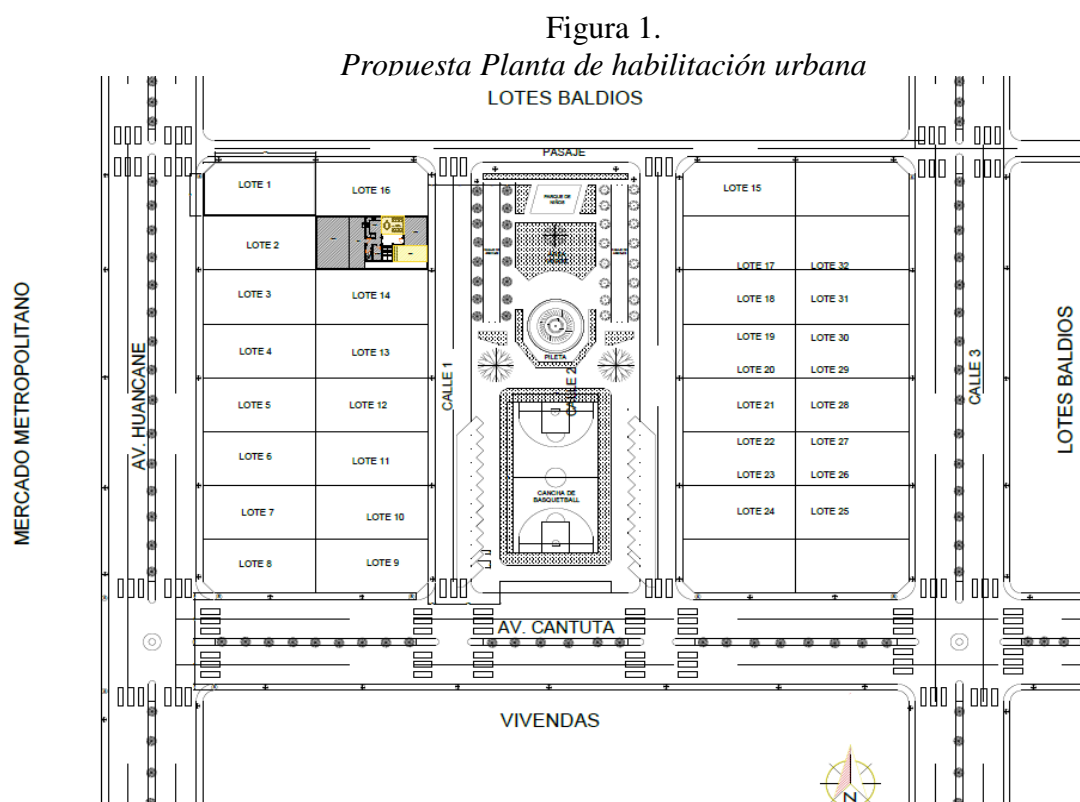 Figura 1.
Propuesta Planta de habilitación urbana
LOTES BALDIOS
PASAJE
LOTE 1
LOTE 16
LOTE 2
LOTE 3
LOTE 14
LOTE 4
LOTE 13
LOTE 5
LOTE 12
LOTE 6
LOTE 11
LOTE 7
LOTE 10
LOTE 8
LOTE 9
MERCADO METROPOLITANO
AV. HUANCANE
CALLE 1
PARQUE DE
NIÑOS
PILETA
CALLE 2
CANCHA DE
BASQUETBALL
LOTE 15
LOTE 17
LOTE 32
LOTE 18
LOTE 31
LOTE 19
LOTE 30
LOTE 20
LOTE 29
LOTE 21
LOTE 28
LOTE 22
LOTE 27
LOTE 23
LOTE 26
LOTE 24
LOTE 25
CALLE 3
LOTES BALDIOS
AV. CANTUTA
VIVENDAS
N